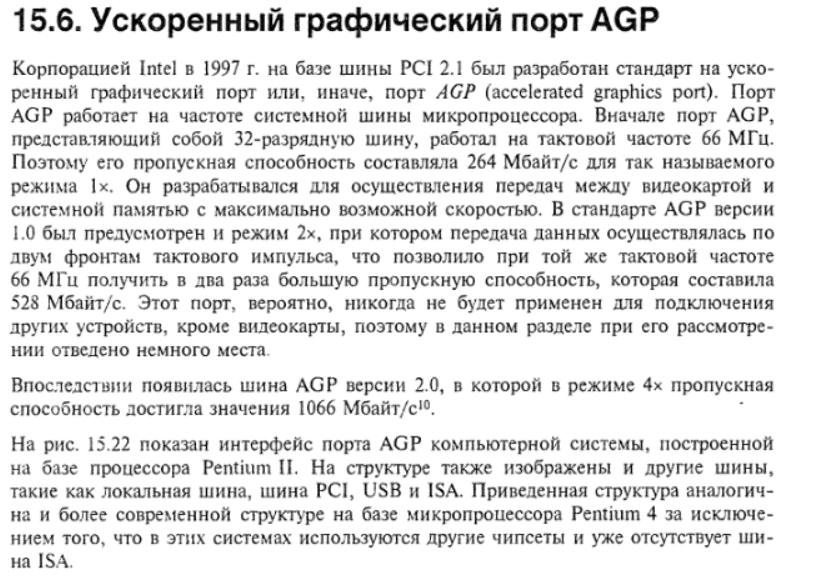 15.6. Ускоренный графический порт AGP
Корпорацией Intel в 1997 г. на базе шины PCI 2.1 был разработан стандарт на уско-
ренный графический порт или, иначе, порт AGP (accelerated graphics port). Порт
AGP работает на частоте системной шины микропроцессора. Вначале порт AGP,
представляющий собой 32-разрядную шину, работал на тактовой частоте 66 МГц.
Поэтому его пропускная способность составляла 264 Мбайт/с для так называемого
режима 1×. Он разрабатывался для осуществления передач между видеокартой и
системной памятью с максимально возможной скоростью. В стандарте AGP версии
1.0 был предусмотрен и режим 2×, при котором передача данных осуществлялась по
двум фронтам тактового импульса, что позволило при той же тактовой частоте
66 МГц получить в два раза большую пропускную способность, которая составила
528 Мбайт/с. Этот порт, вероятно, никогда не будет применен для подключения
других устройств, кроме видеокарты, поэтому в данном разделе при его рассмотре-
нии отведено немного места.
Впоследствии появилась шина AGP версии 2.0, в которой в режиме 4× пропускная
способность достигла значения 1066 Мбайт/с¹⁰.
На рис. 15.22 показан интерфейс порта AGP компьютерной системы, построенной
на базе процессора Pentium II. На структуре также изображены и другие шины,
такие как локальная шина, шина PCI, USB и ISA. Приведенная структура аналогич-
на и более современной структуре на базе микропроцессора Pentium 4 за исключе-
нием того, что в этих системах используются другие чипсеты и уже отсутствует ши-
на ISA.